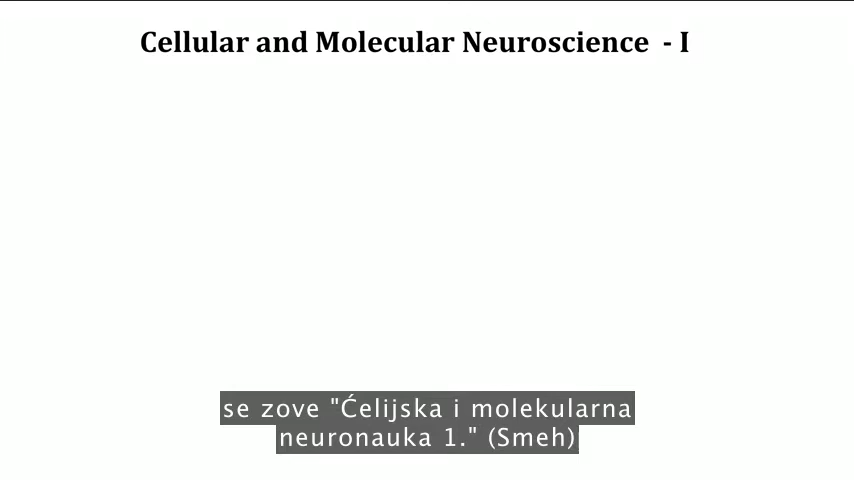 Cellular and Molecular Neuroscience - I
se zove "Ćelijska i molekularna
neuronauka 1." (Smeh)